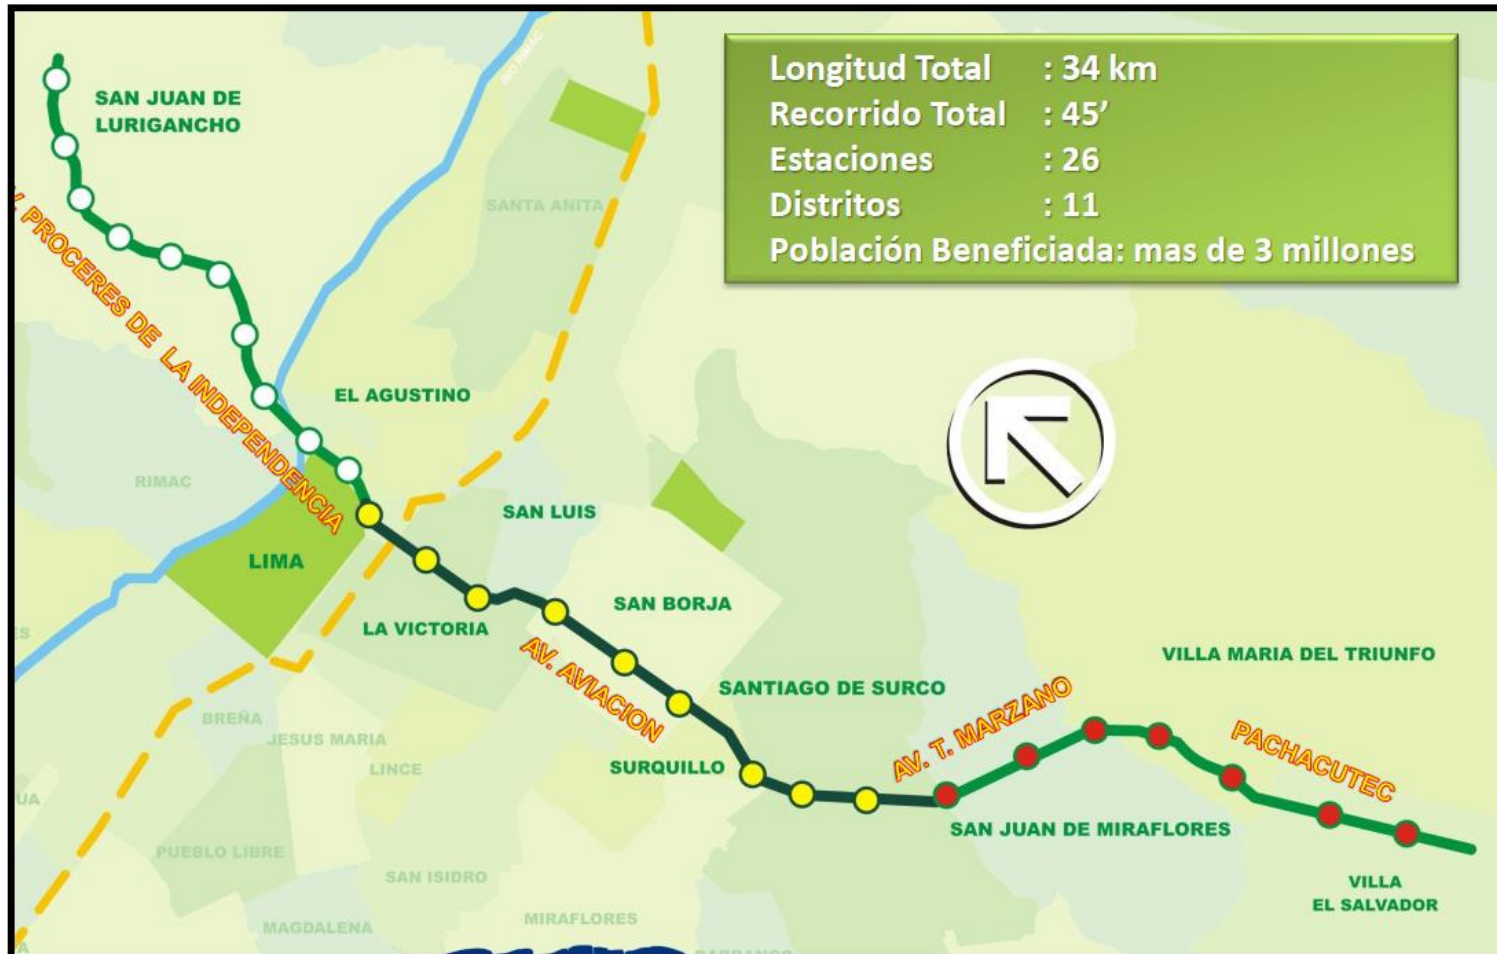 Longitud Total : 34 km
Recorrido Total : 45’
Estaciones : 26
Distritos : 11
Población Beneficiada: mas de 3 millones
RIO RIMAC
SAN JUAN DE
LURIGANCHO
SANTA ANITA
PROCERES DE LA INDEPENDENCIA
EL AGUSTINO
RIMAC
SAN LUIS
LIMA
SAN BORJA
LA VICTORIA
AV. AVIACION
VILLA MARIA DEL TRIUNFO
SANTIAGO DE SURCO
AV. T. MARZANO
PACHACUTEC
BREÑA
JESUS MARIA
LINCE
SURQUILLO
SAN JUAN DE MIRAFLORES
PUEBLO LIBRE
SAN ISIDRO
VILLA
EL SALVADOR
MAGDALENA
MIRAFLORES